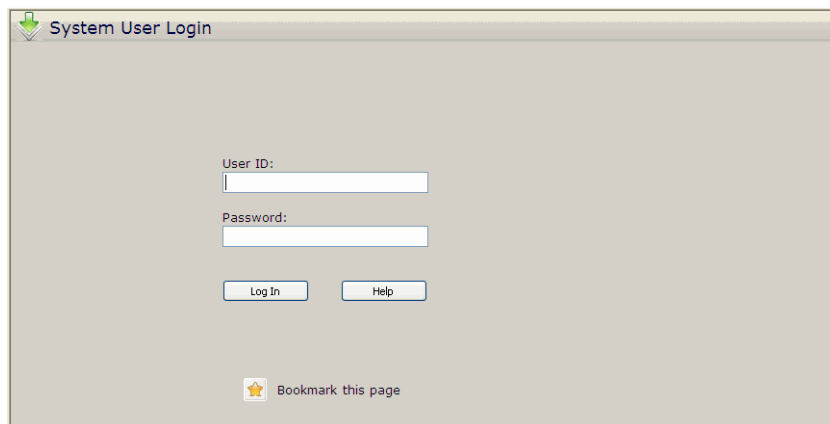 System User Login
User ID:
Password:
Log In
Help
Bookmark this page